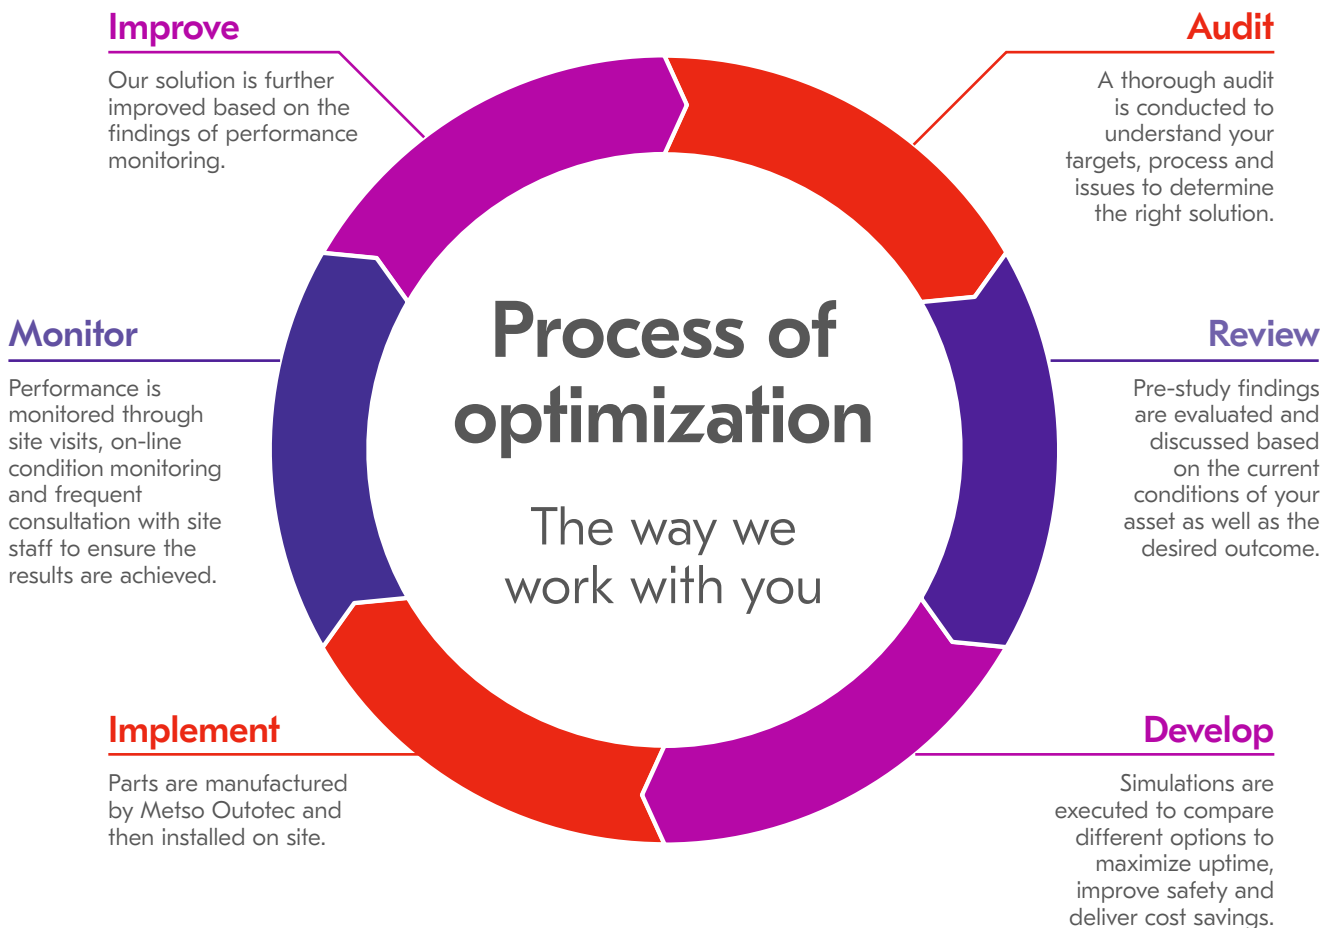 Improve
Our solution is further
improved based on the
findings of performance
monitoring.
Audit
A thorough audit
is conducted to
understand your
targets, process and
issues to determine
the right solution.
Process of
optimization
The way we
work with you
Monitor
Performance is
monitored through
site visits, on-line
condition monitoring
and frequent
consultation with site
staff to ensure the
results are achieved.
Review
Pre-study findings
are evaluated and
discussed based
on the current
conditions of your
asset as well as the
desired outcome.
Implement
Parts are manufactured
by Metso Outotec and
then installed on site.
Develop
Simulations are
executed to compare
different options to
maximize uptime,
improve safety and
deliver cost savings.